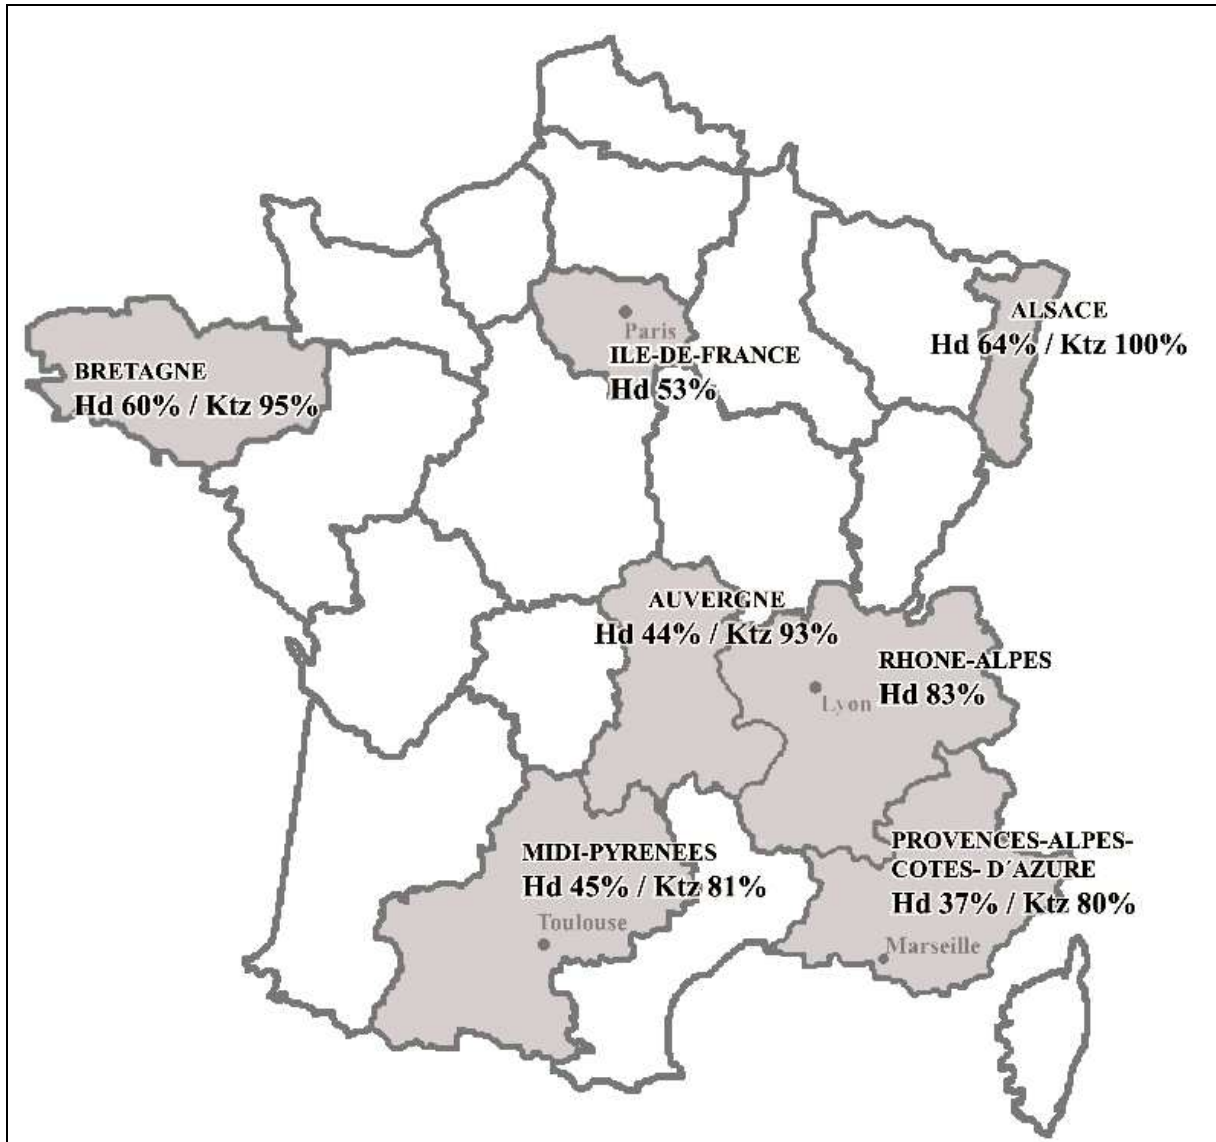 Paris
ILE-DE-FRANCE
Hd 53%
ALSACE
Hd 64% / Ktz 100%
BRETAGNE
Hd 60% / Ktz 95%
AUVERGNE
Hd 44% / Ktz 93%
RHONE-ALPES
Hd 83%
Lyon
MIDI-PYRENEES
Hd 45% / Ktz 81%
Toulouse
PROVENCES-ALPES-
COTES- D´AZURE
Hd 37% / Ktz 80%
Marseille